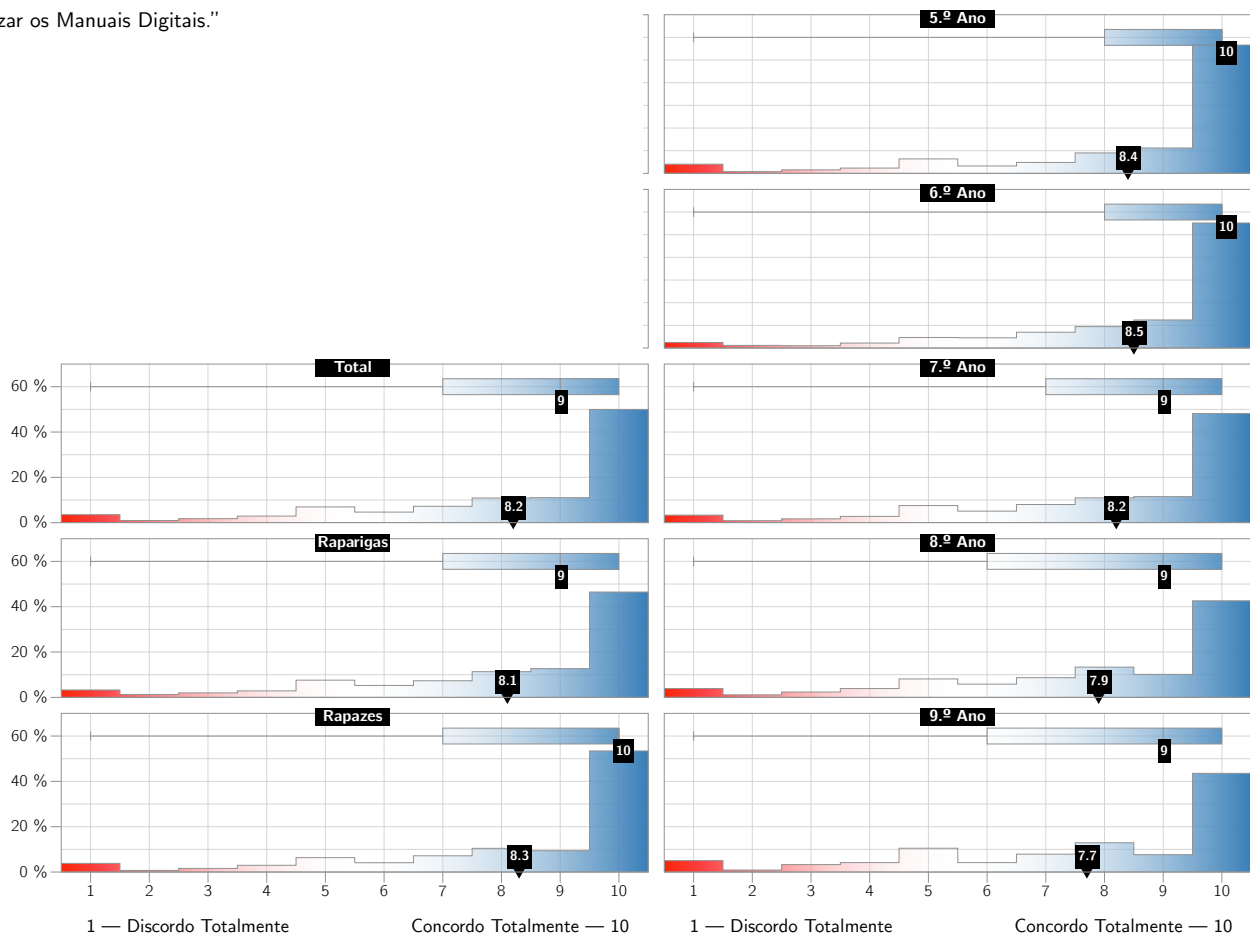 zar os Manuais Digitais.”
5.º Ano
10
8.4
6.º Ano
10
8.5
Total
60 %
40 %
20 %
0 %
9
8.2
7.º Ano
9
8.2
Raparigas
60 %
40 %
20 %
0 %
9
8.1
8.º Ano
9
7.9
Rapazes
60 %
40 %
20 %
0 %
10
8.3
9.º Ano
9
7.7
1 2 3 4 5 6 7 8 9 10
1 2 3 4 5 6 7 8 9 10
1 — Discordo Totalmente Concordo Totalmente — 10
1 — Discordo Totalmente Concordo Totalmente — 10